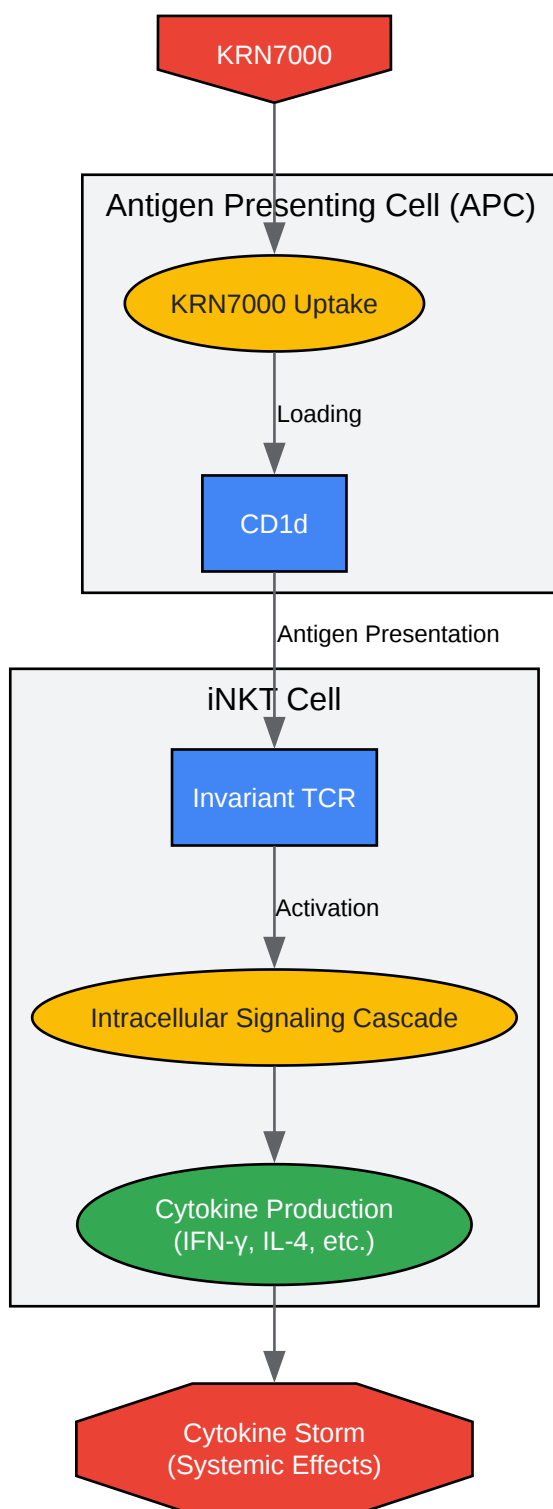 KRN7000
Antigen Presenting Cell (APC)
KRN7000 Uptake
Loading
CD1d
Antigen Presentation
iNKT Cell
Invariant TCR
Activation
Intracellular Signaling Cascade
Cytokine Production
(IFN-γ, IL-4, etc.)
Cytokine Storm
(Systemic Effects)